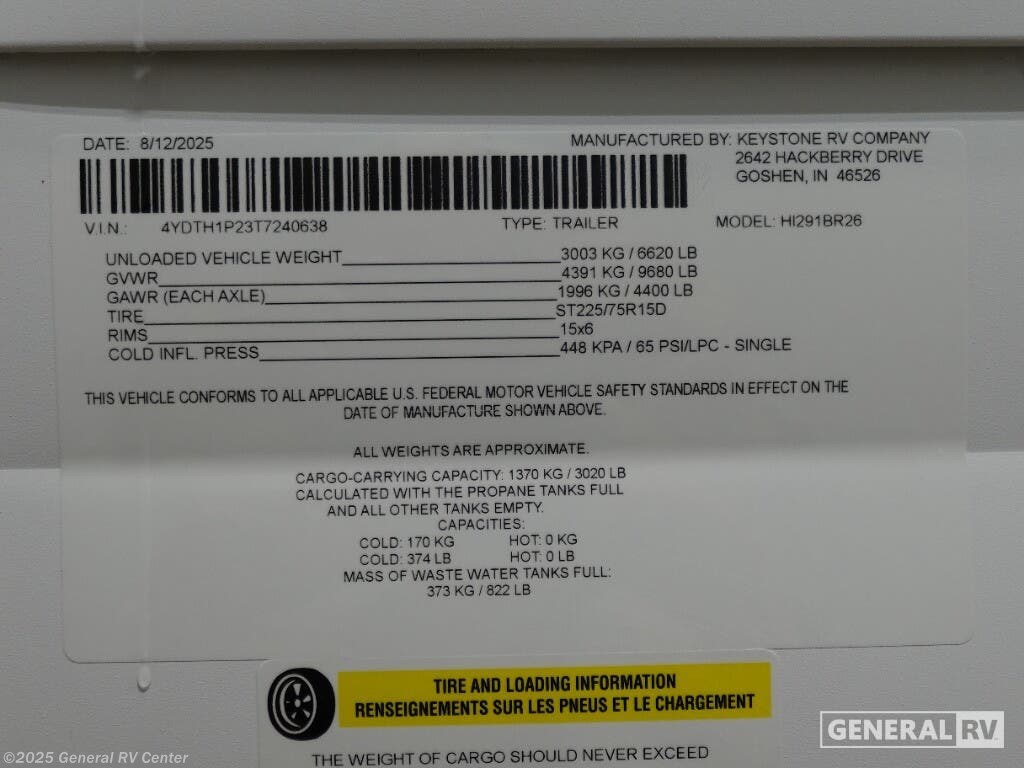 DATE: 8/12/2025
MANUFACTURED BY: KEYSTONE RV COMPANY
2642 HACKBERRY DRIVE
GOSHEN, IN 46526
V.I.N.: 4YDTH1P23T7240638 TYPE: TRAILER MODEL: HI291BR26
UNLOADED VEHICLE WEIGHT 3003 KG / 6620 LB
GVWR 4391 KG / 9680 LB
GAWR (EACH AXLE) 1996 KG / 4400 LB
TIRE ST225/75R15D
RIMS 15x6
COLD INFL. PRESS 448 KPA / 65 PSI/LPC - SINGLE
THIS VEHICLE CONFORMS TO ALL APPLICABLE U.S. FEDERAL MOTOR VEHICLE SAFETY STANDARDS IN EFFECT ON THE
DATE OF MANUFACTURE SHOWN ABOVE.
ALL WEIGHTS ARE APPROXIMATE.
CARGO-CARRYING CAPACITY: 1370 KG / 3020 LB
CALCULATED WITH THE PROPANE TANKS FULL
AND ALL OTHER TANKS EMPTY.
CAPACITIES:
COLD: 170 KG HOT: 0 KG
COLD: 374 LB HOT: 0 LB
MASS OF WASTE WATER TANKS FULL:
373 KG / 822 LB
TIRE AND LOADING INFORMATION
RENSEIGNEMENTS SUR LES PNEUS ET LE CHARGEMENT
THE WEIGHT OF CARGO SHOULD NEVER EXCEED
GENERAL RV
©2025 General RV Center